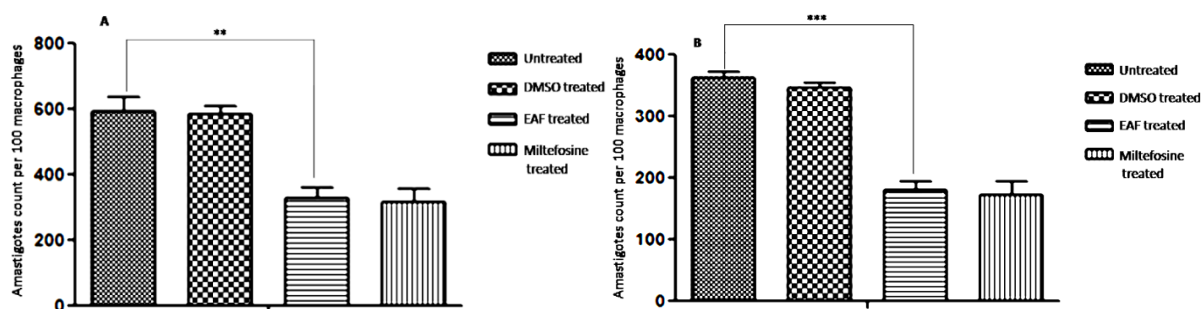 A
**
Amastigotes count per 100 macrophages
800
600
400
200
0
Untreated
DMSO treated
EAF treated
Miltefosine
treated
B
***
Amastigotes count per 100 macrophages
400
300
200
100
0
Untreated
DMSO treated
EAF treated
Miltefosine
treated